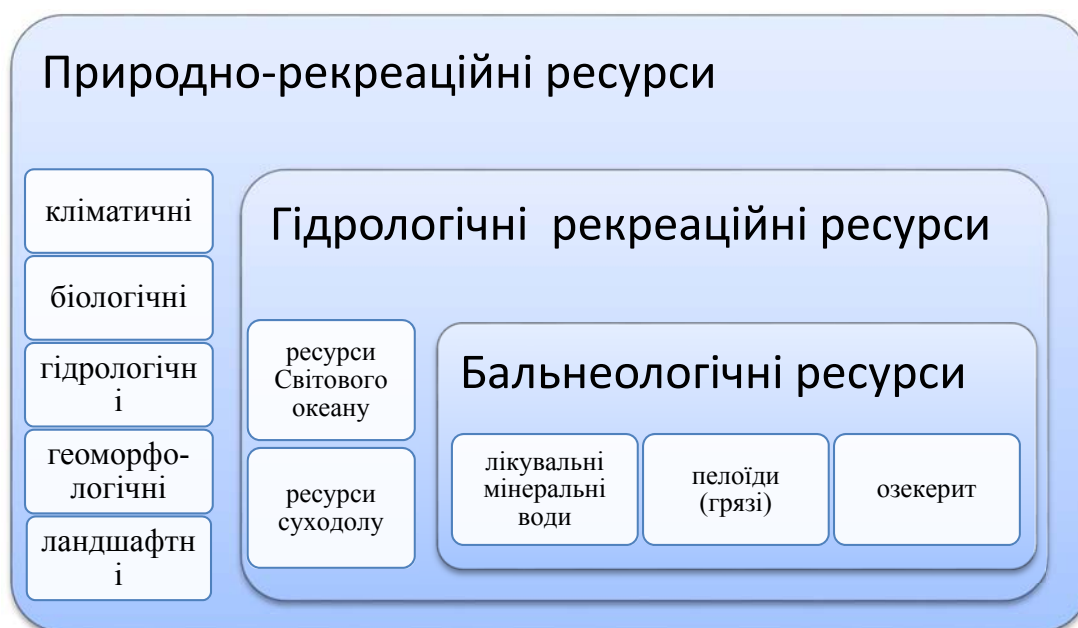 Природно-рекреаційні ресурси
кліматичні
біологічні
гідрологічн
і
геоморфо-
логічні
ландшафтн
і
Гідрологічні рекреаційні ресурси
ресурси
Світового
океану
ресурси
суходолу
Бальнеологічні ресурси
лікувальні
мінеральні
води
пелоїди
(грязі)
озекерит